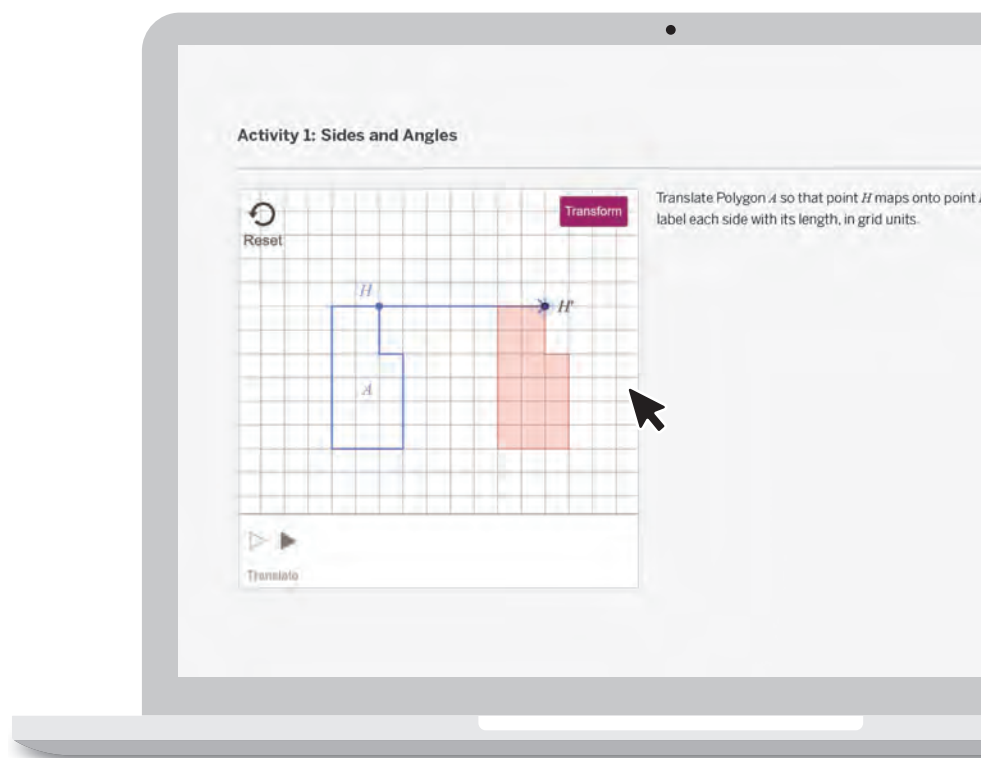 Activity 1: Sides and Angles
Reset
Transform
Translate Polygon A so that point H maps onto point
label each side with its length, in grid units.
H
H'
A
Translate